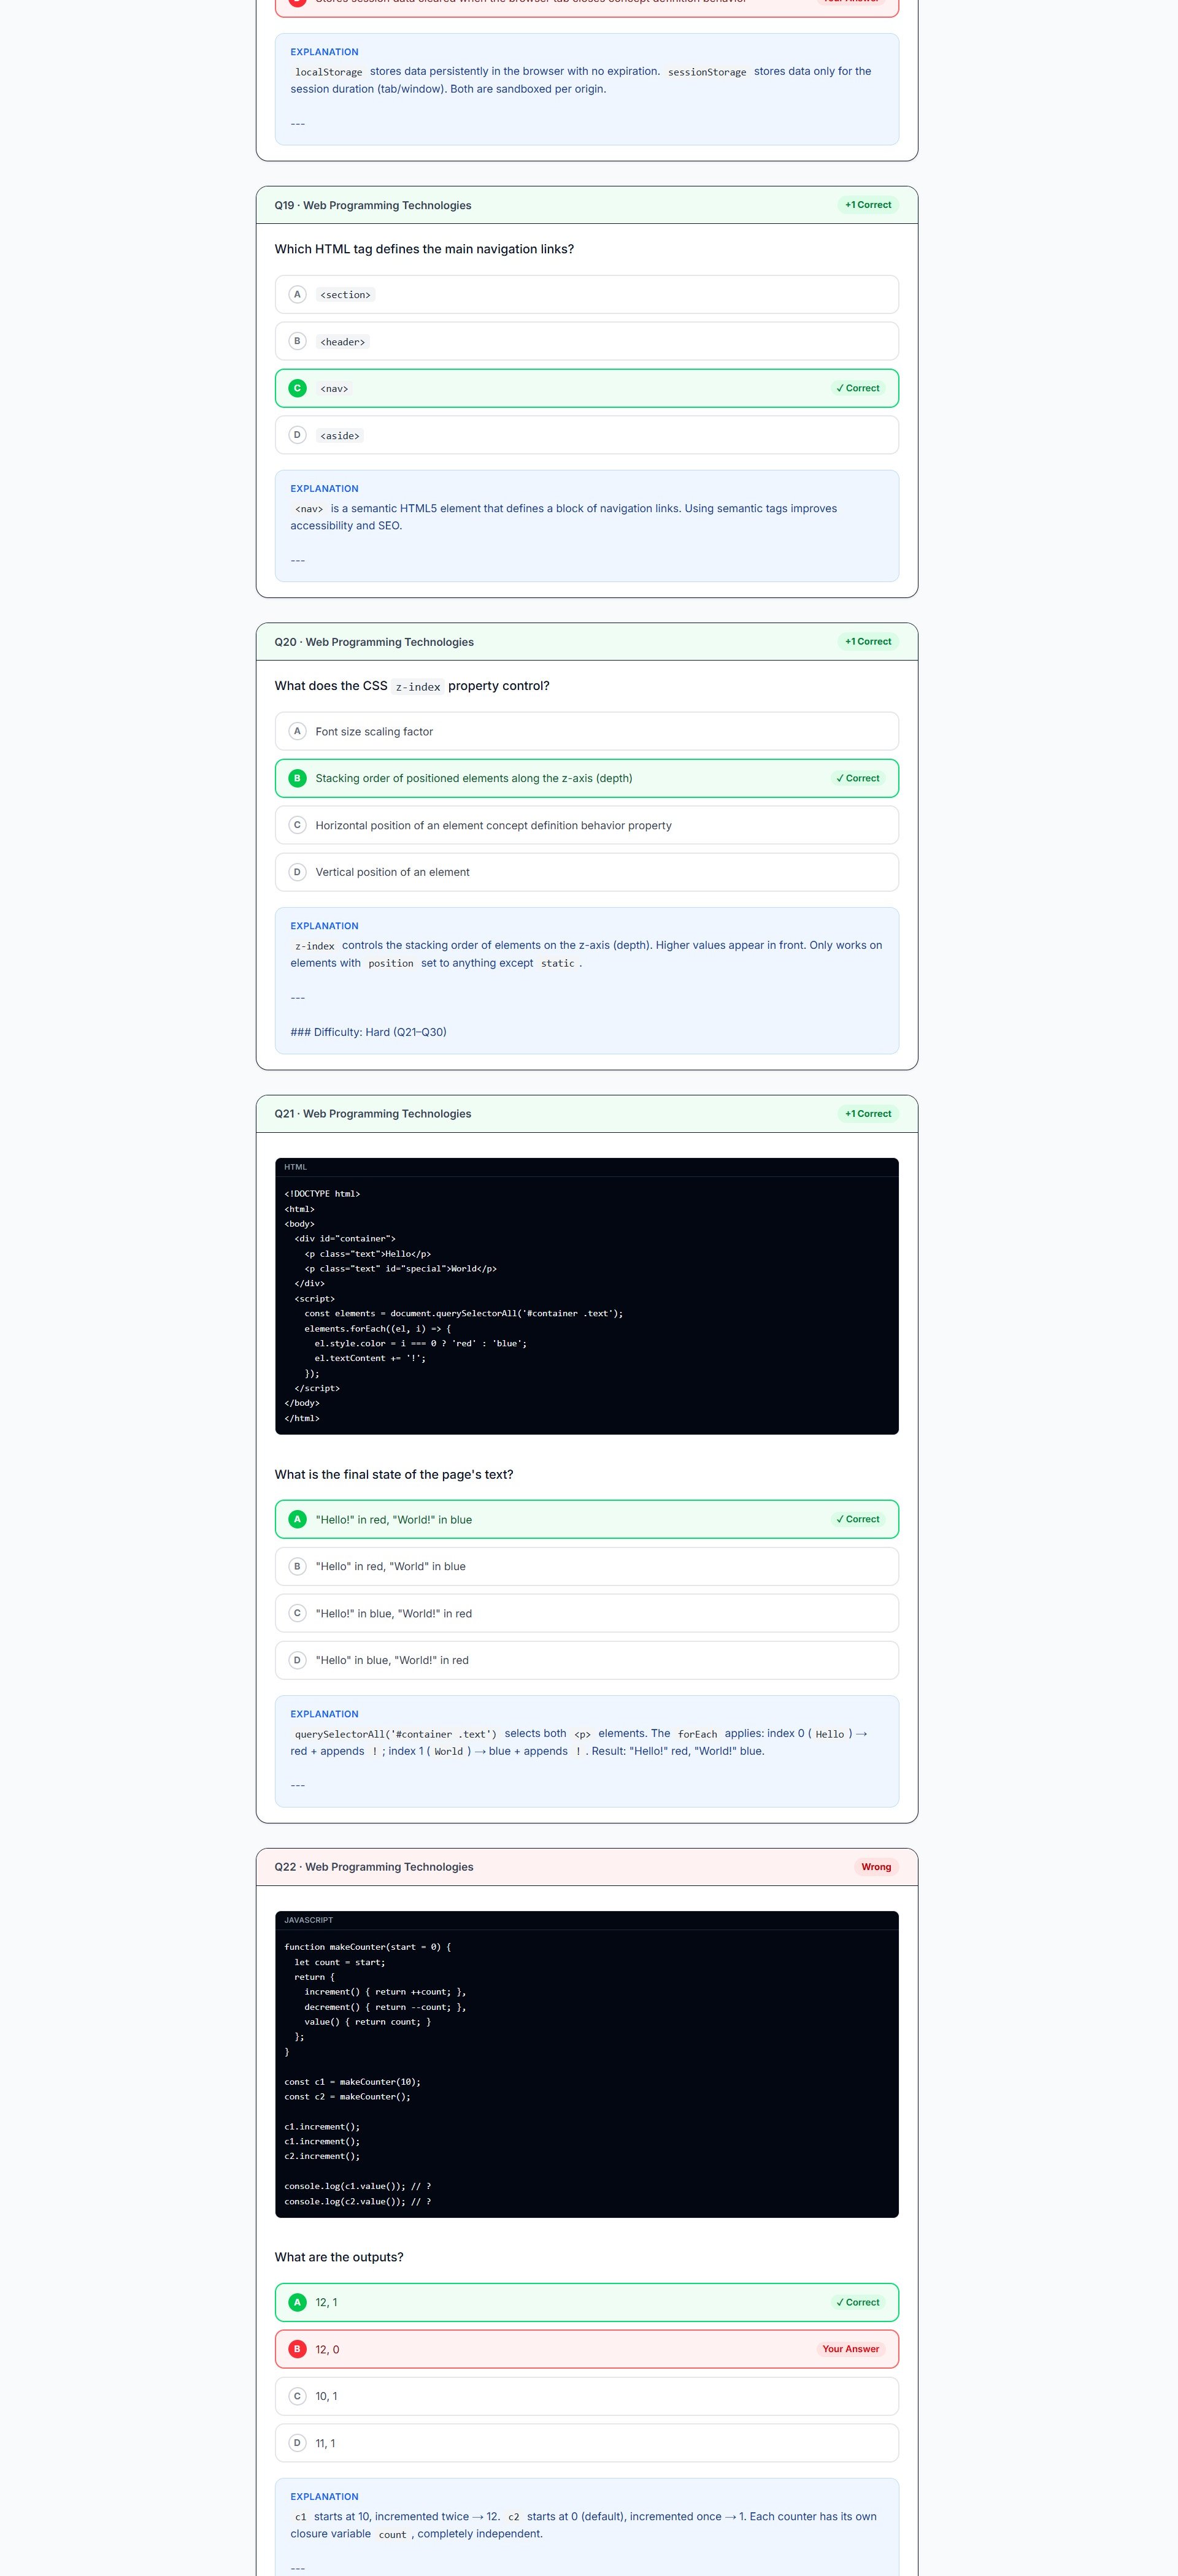 Stores session data cleared when the browser tab closes concept definition behavior Your Answer
EXPLANATION
localStorage stores data persistently in the browser with no expiration. sessionStorage stores data only for the
session duration (tab/window). Both are sandboxed per origin.
---
Q19 · Web Programming Technologies +1 Correct
Which HTML tag defines the main navigation links?
A <section>
B <header>
C <nav> ✓ Correct
D <aside>
EXPLANATION
<nav> is a semantic HTML5 element that defines a block of navigation links. Using semantic tags improves
accessibility and SEO.
---
Q20 · Web Programming Technologies +1 Correct
What does the CSS z-index property control?
A Font size scaling factor
B Stacking order of positioned elements along the z-axis (depth) ✓ Correct
C Horizontal position of an element concept definition behavior property
D Vertical position of an element
EXPLANATION
z-index controls the stacking order of elements on the z-axis (depth). Higher values appear in front. Only works on
elements with position set to anything except static .
---
### Difficulty: Hard (Q21–Q30)
Q21 · Web Programming Technologies +1 Correct
HTML
<!DOCTYPE html>
<html>
<body>
  <div id="container">
    <p class="text">Hello</p>
    <p class="text" id="special">World</p>
  </div>
  <script>
    const elements = document.querySelectorAll('#container .text');
    elements.forEach((el, i) => {
      el.style.color = i === 0 ? 'red' : 'blue';
      el.textContent += '!';
    });
  </script>
</body>
</html>
What is the final state of the page's text?
A "Hello!" in red, "World!" in blue ✓ Correct
B "Hello" in red, "World" in blue
C "Hello!" in blue, "World!" in red
D "Hello" in blue, "World!" in red
EXPLANATION
querySelectorAll('#container .text') selects both <p> elements. The forEach applies: index 0 ( Hello ) →
red + appends ! ; index 1 ( World ) → blue + appends ! . Result: "Hello!" red, "World!" blue.
---
Q22 · Web Programming Technologies Wrong
JAVASCRIPT
function makeCounter(start = 0) {
  let count = start;
  return {
    increment() { return ++count; },
    decrement() { return --count; },
    value() { return count; }
  };
}
const c1 = makeCounter(10);
const c2 = makeCounter();
c1.increment();
c1.increment();
c2.increment();
console.log(c1.value()); // ?
console.log(c2.value()); // ?
What are the outputs?
A 12, 1 ✓ Correct
B 12, 0 Your Answer
C 10, 1
D 11, 1
EXPLANATION
c1 starts at 10, incremented twice → 12. c2 starts at 0 (default), incremented once → 1. Each counter has its own
closure variable count , completely independent.
---